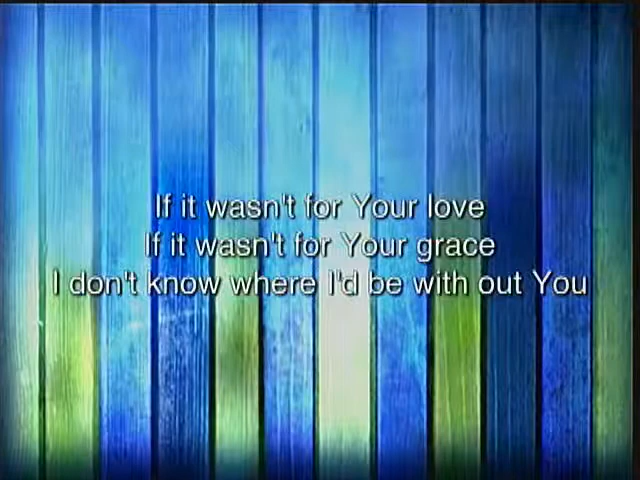 If it wasn't for Your love
If it wasn't for Your grace
I don't know where I'd be with out You